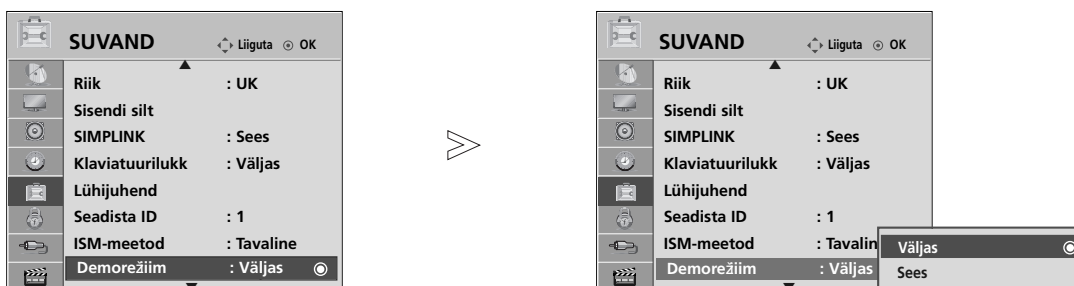 SUVAND Liiguta OK
Riik : UK
Sisendi silt
SIMPLINK : Sees
Klaviatuurilukk : Väljas
Lühijuhend
Seadista ID : 1
ISM-meetod : Tavaline
Demorežiim : Väljas
SUVAND Liiguta OK
Riik : UK
Sisendi silt
SIMPLINK : Sees
Klaviatuurilukk : Väljas
Lühijuhend
Seadista ID : 1
ISM-meetod : Tavalin
Demorežiim : Väljas
Väljas
Sees